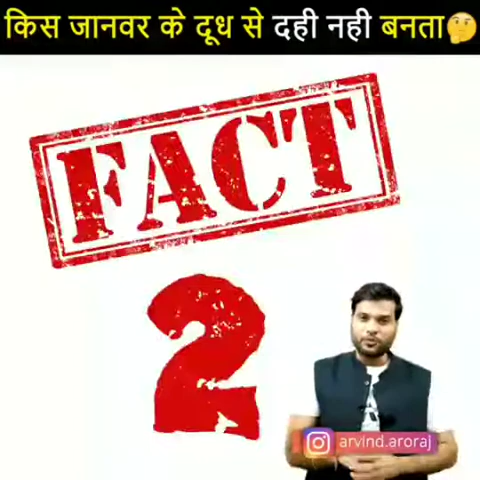 किस जानवर के दूध से दही नही बनता🤔
FACT
2
arvind.aroraj